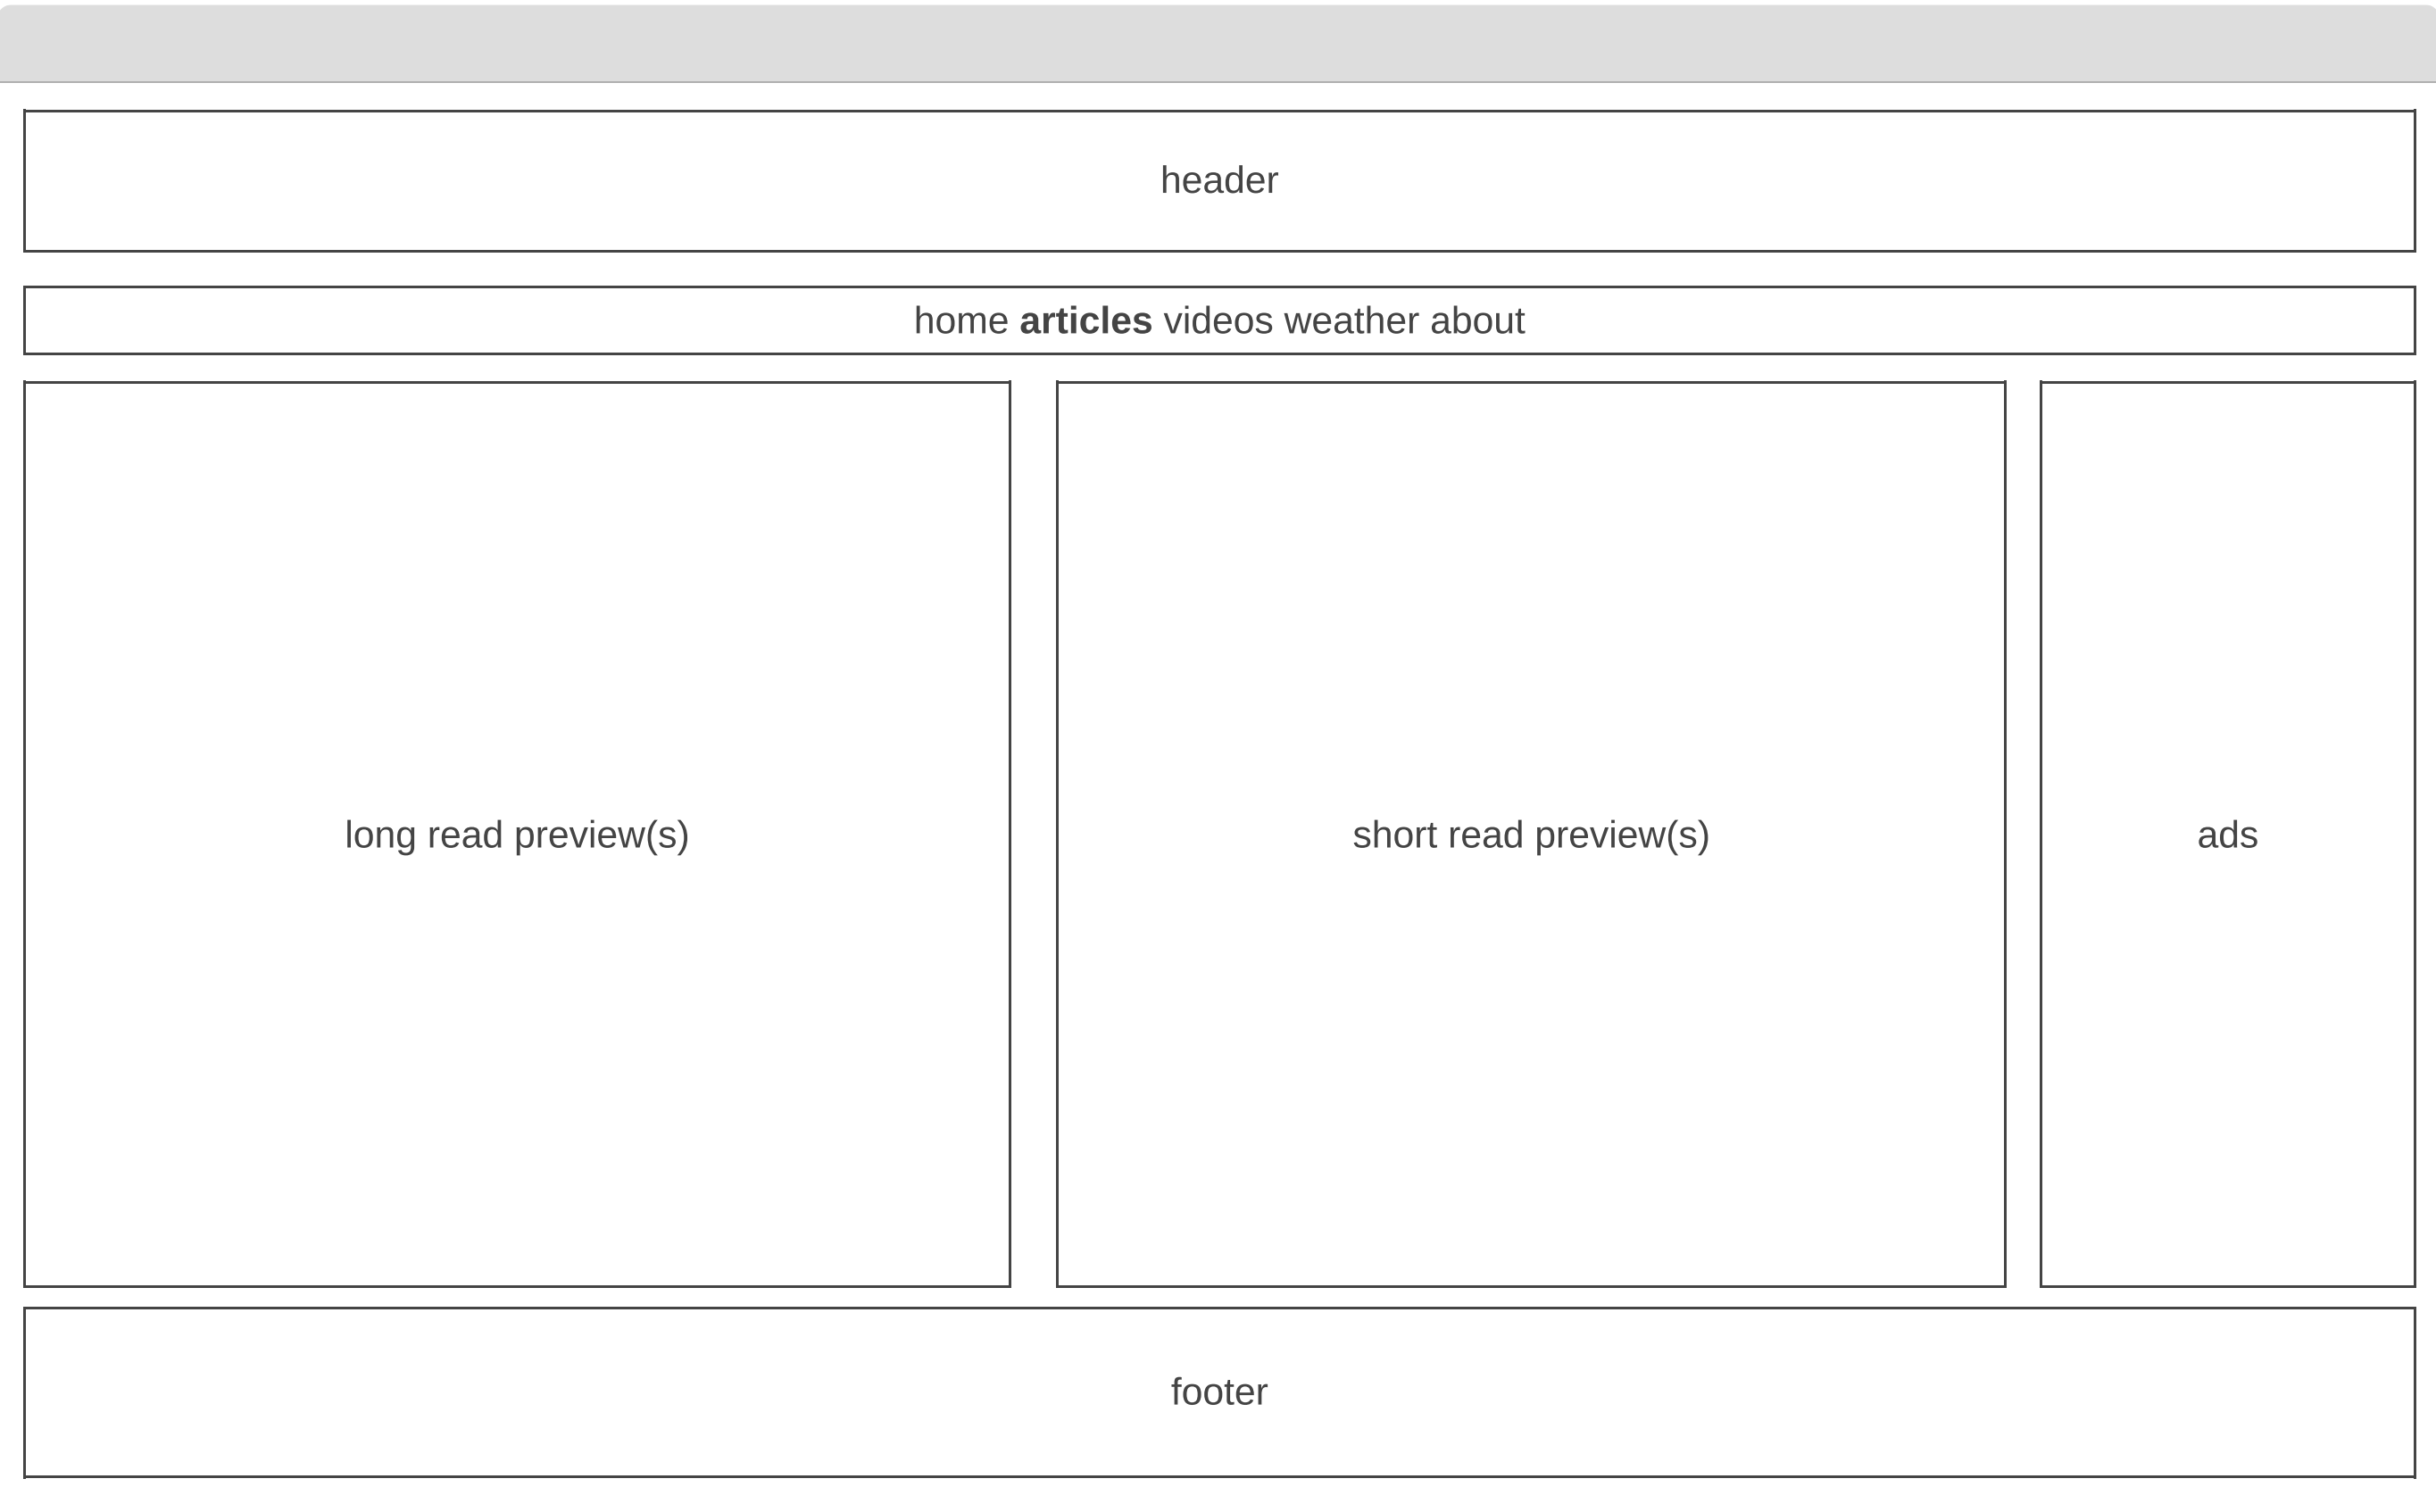 header
home articles videos weather about
long read preview(s)
short read preview(s)
ads
footer